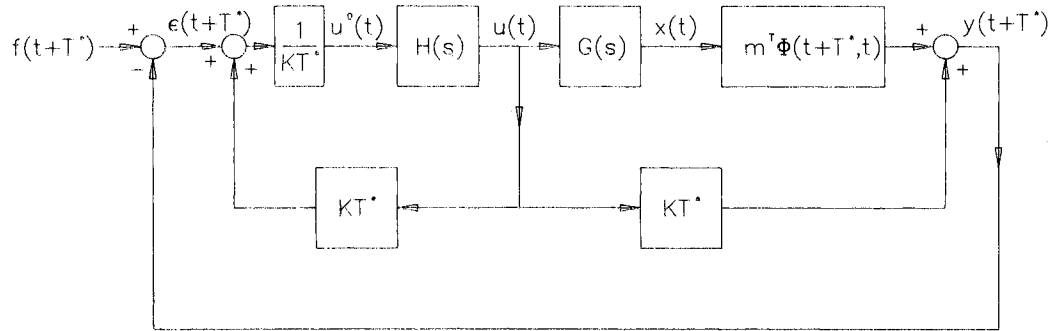 f(t+T*)
+
-
ϵ(t+T*)
+
+
1
KT*
u°(t)
H(s)
u(t)
G(s)
x(t)
mᵀΦ(t+T*,t)
+
+
y(t+T*)
KT*
KT*